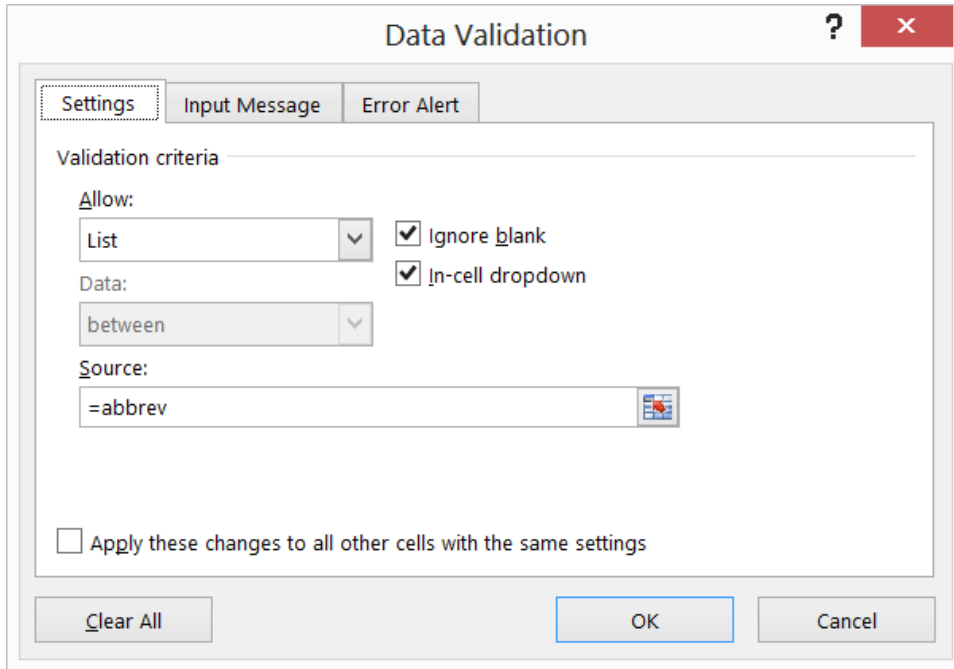 Data Validation
?
Settings
Input Message
Error Alert
Validation criteria
Allow:
List
Ignore blank
Data:
In-cell dropdown
between
Source:
=abbrev
Apply these changes to all other cells with the same settings
Clear All
OK
Cancel